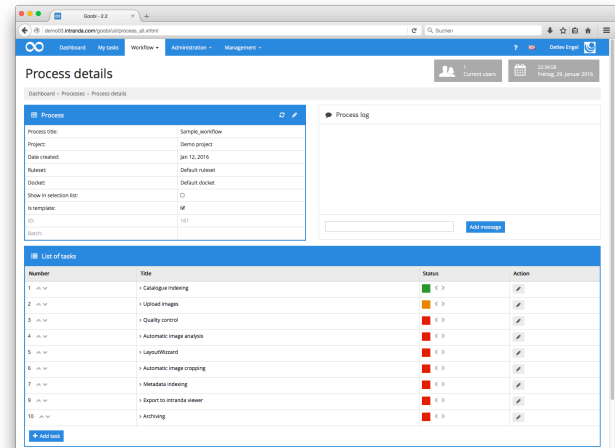 Goobi - 2.2
demo03.intranda.com/goobi/uii/process_all.xhtml
Suchen
Dashboard My tasks Workflow Administration Management ? Detlev Engel
Process details
1
Current users
23:34:58
Freitag, 29. Januar 2016
Dashboard › Processes › Process details
Process
Process title: Sample_workflow
Project: Demo project
Date created: Jan 12, 2016
Ruleset: Default ruleset
Docket: Default docket
Show in selection list:
Is template:
ID: 161
Batch:
Process log
Add message
List of tasks
Number Title Status Action
1 › Catalogue indexing
2 › Upload images
3 › Quality control
4 › Automatic image analysis
5 › LayoutWizard
6 › Automatic image cropping
7 › Metadata indexing
9 › Export to intranda viewer
10 › Archiving
+ Add task